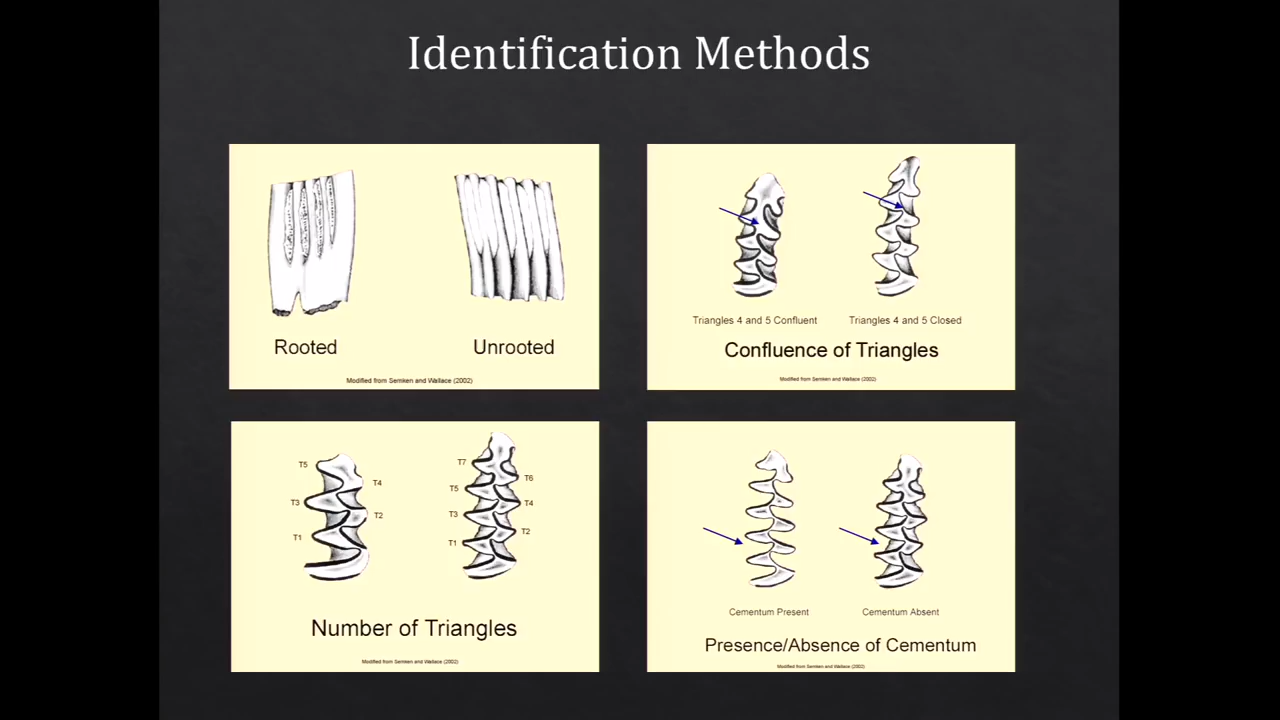 Identification Methods
Rooted
Unrooted
Modified from Semken and Wallace (2002)
Triangles 4 and 5 Confluent
Triangles 4 and 5 Closed
Confluence of Triangles
Modified from Semken and Wallace (2002)
T5
T4
T3
T2
T1
T7
T6
T5
T4
T3
T2
T1
Number of Triangles
Modified from Semken and Wallace (2002)
Cementum Present
Cementum Absent
Presence/Absence of Cementum
Modified from Semken and Wallace (2002)